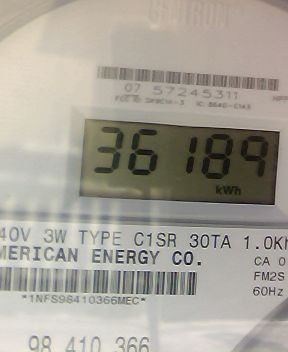 07 57245311
36189
kWh
40V 3W TYPE C1SR 30TA 1.0Kh
MERICAN ENERGY CO.
CA 0
FM2S
60Hz
*1NFS98410366MEC*
98 410 366